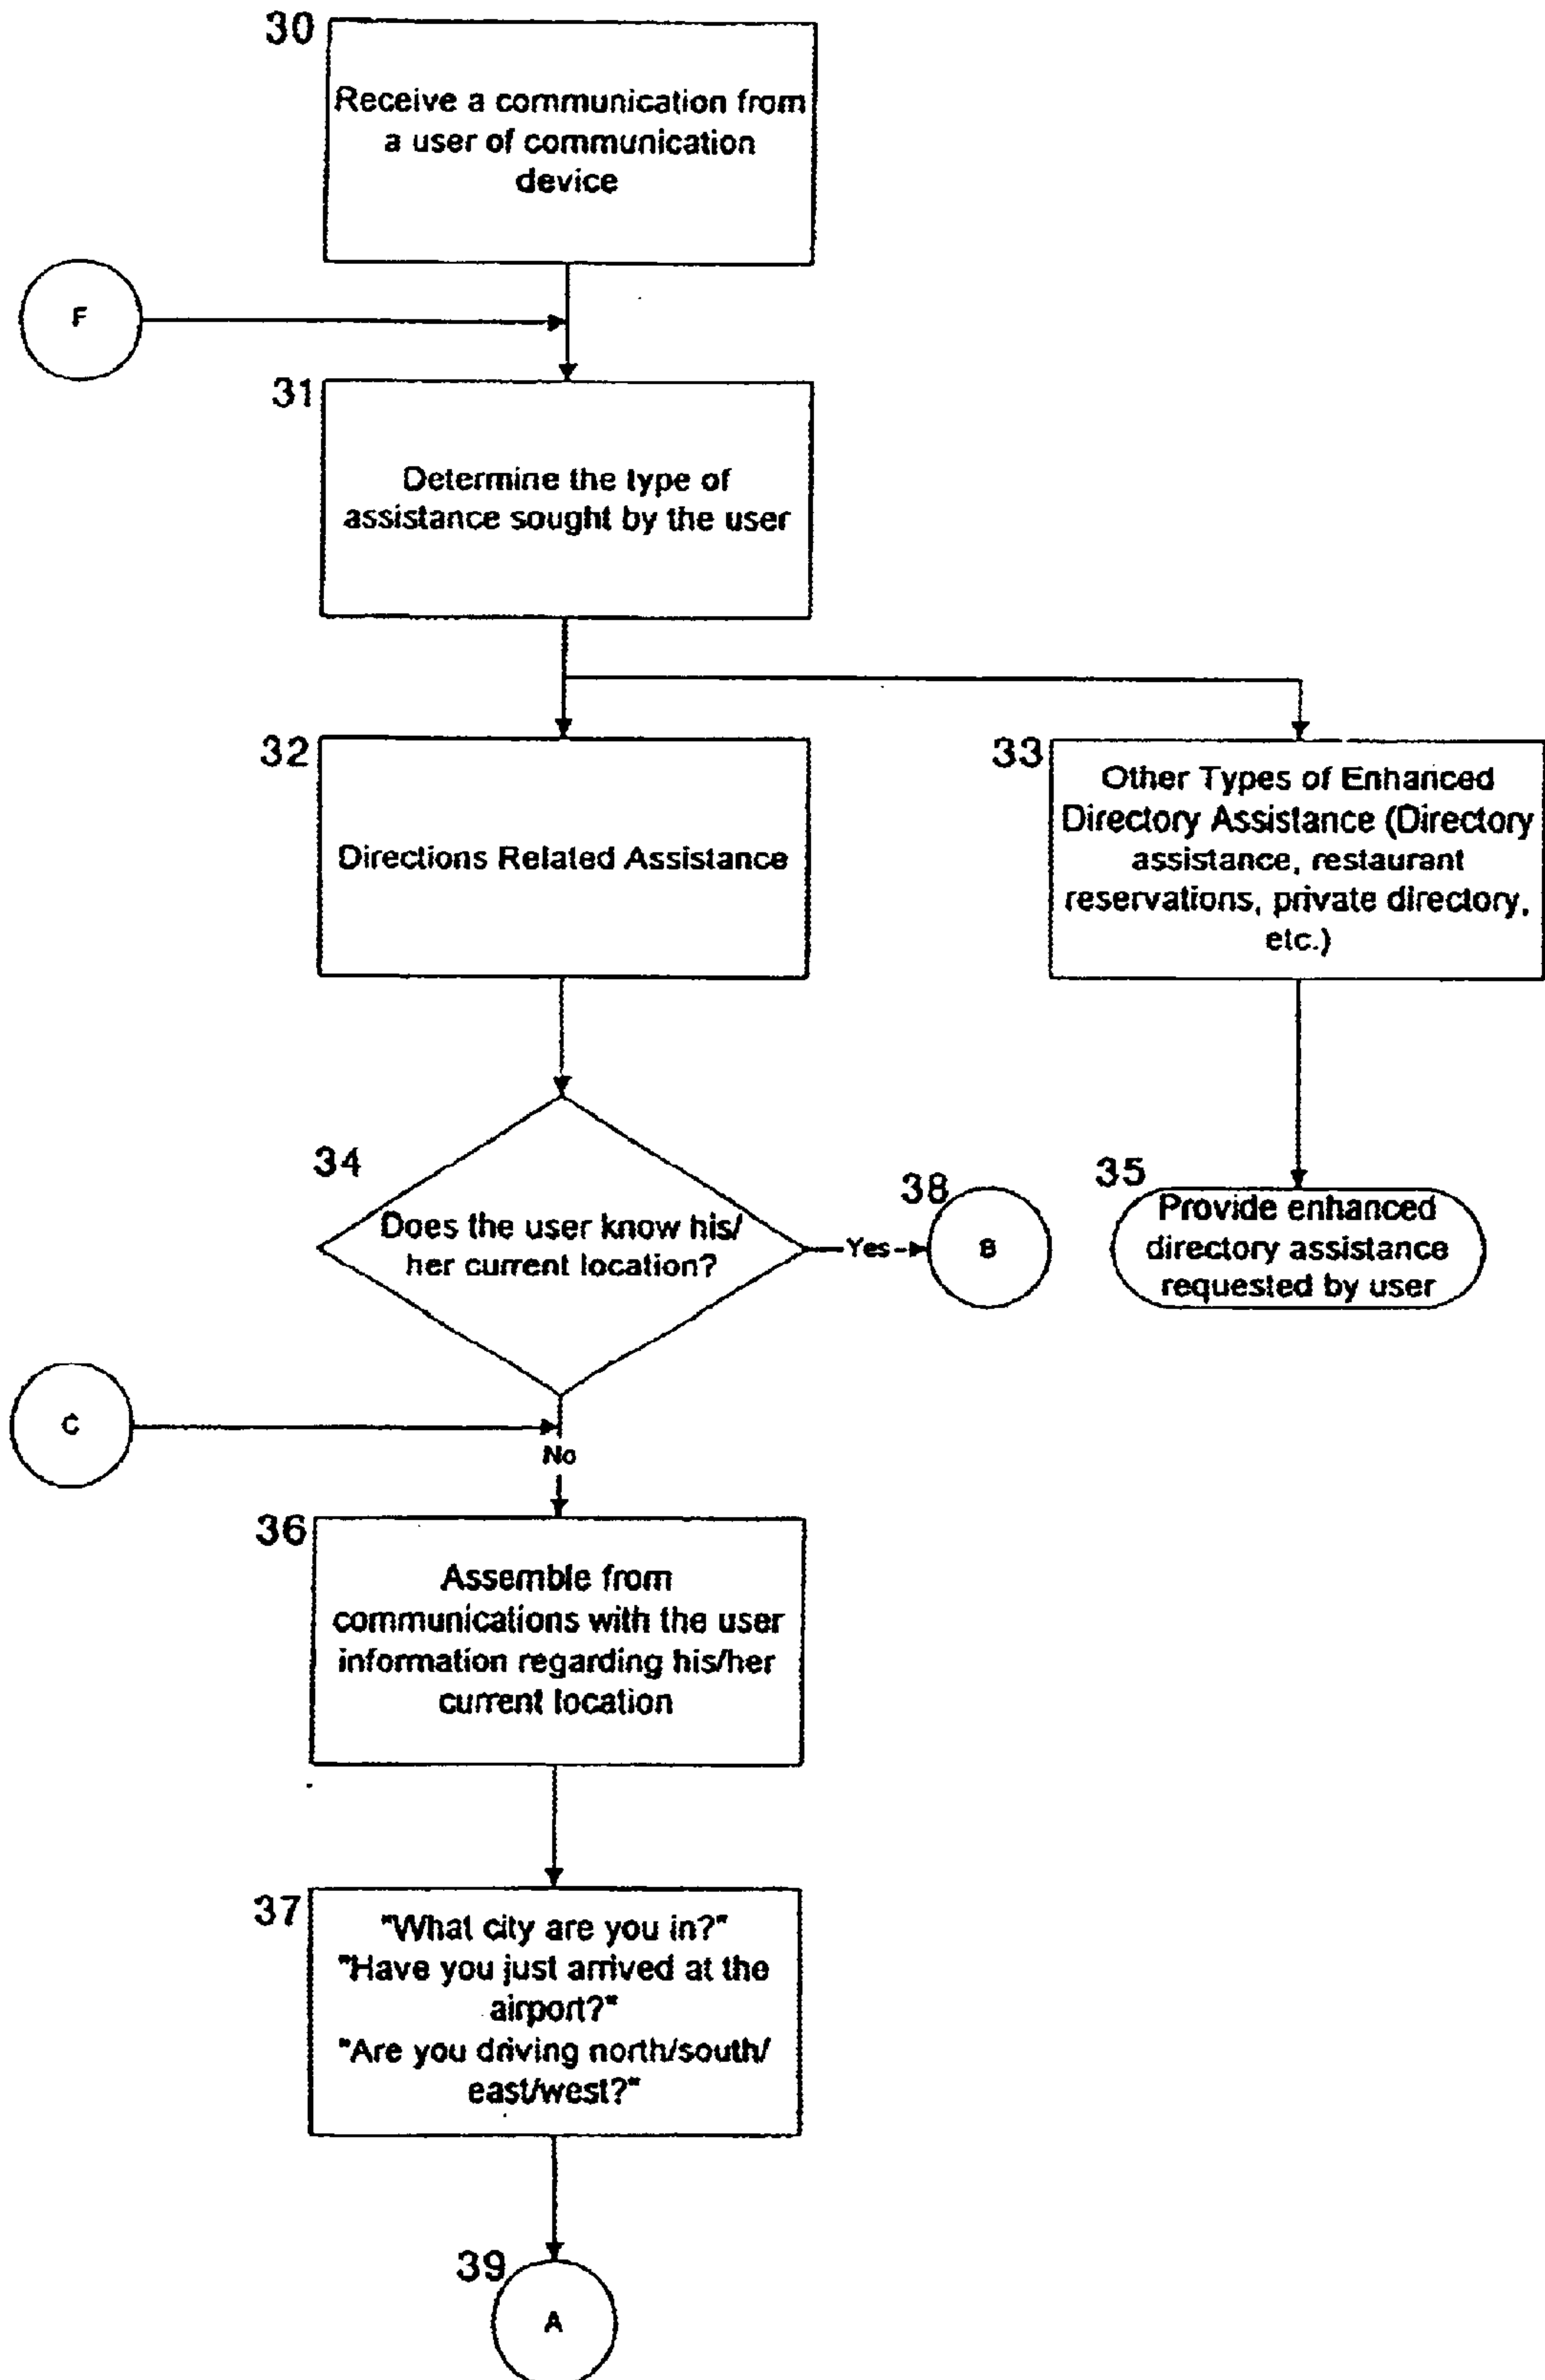 30
Receive a communication from
a user of communication
device
F
31
Determine the type of
assistance sought by the user
32
Directions Related Assistance
33
Other Types of Enhanced
Directory Assistance (Directory
assistance, restaurant
reservations, private directory,
etc.)
34
Does the user know his/
her current location?
Yes
38
B
35
Provide enhanced
directory assistance
requested by user
C
No
36
Assemble from
communications with the user
information regarding his/her
current location
37
"What city are you in?"
"Have you just arrived at the
airport?"
"Are you driving north/south/
east/west?"
39
A